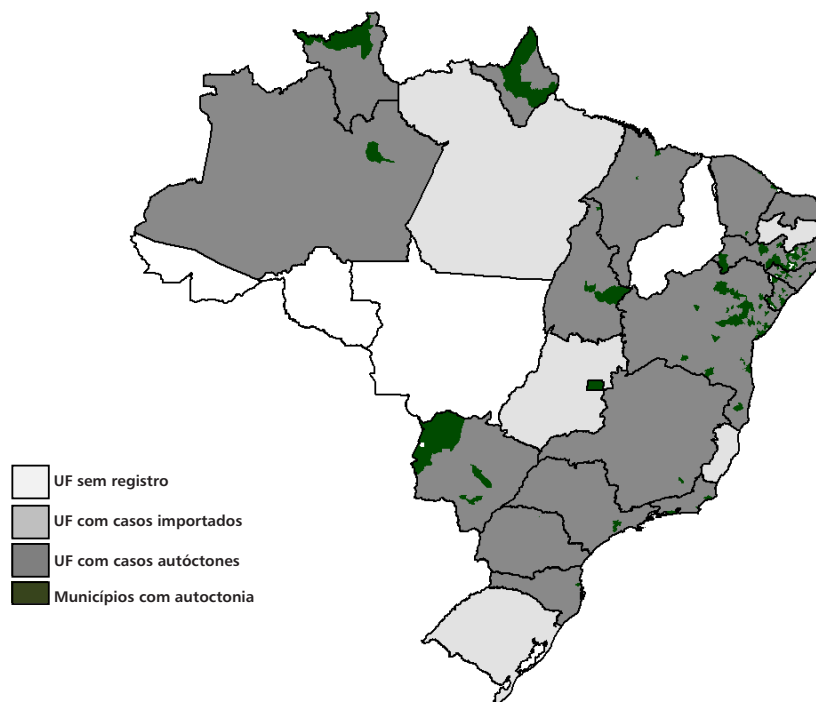 UF sem registro
UF com casos importados
UF com casos autóctones
Municípios com autoctonia